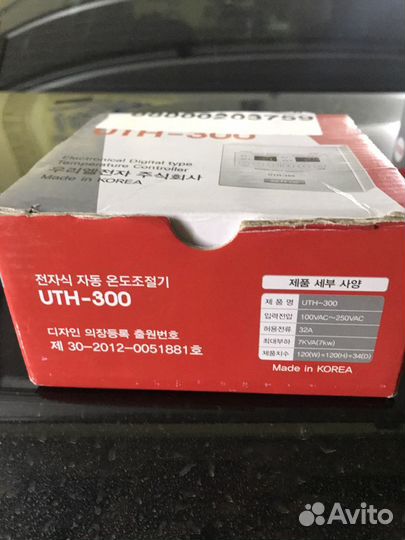 00000203759
UTH-300
Electronical Digital type
Temperature Controller
우리엘전자 주식회사
Made in KOREA
UTH-300
전자식 자동 온도조절기
UTH-300
디자인 의장등록 출원번호
제 30-2012-0051881호
제품 세부 사양
제 품 명 UTH-300
입력전압 100VAC~250VAC
허용전류 32A
최대부하 7KVA(7kw)
제품치수 120(W)×120(H)×34(D)
Made in KOREA
Avito